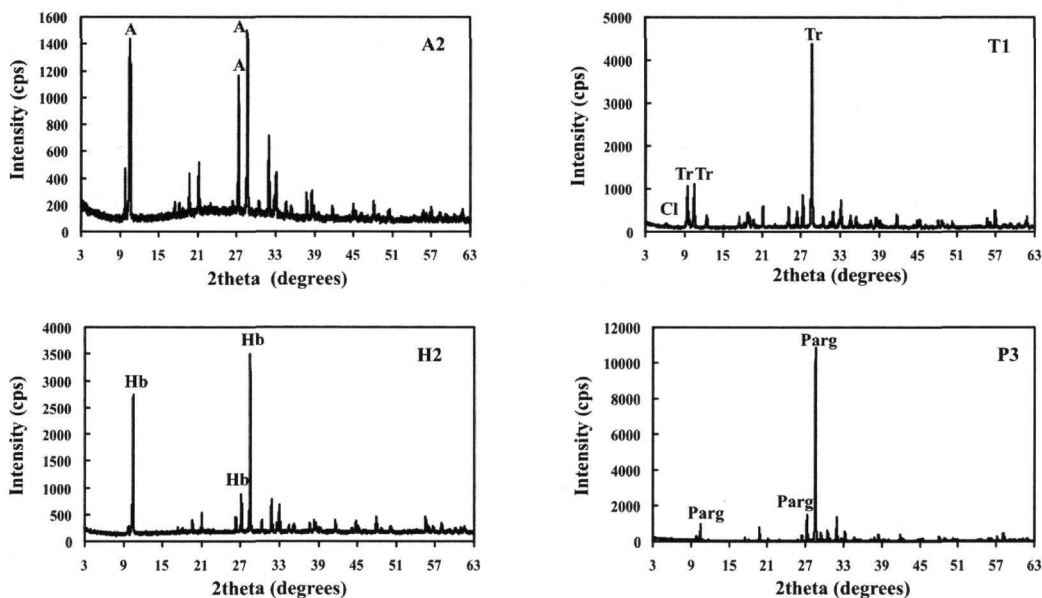 A2
Intensity (cps)
1600
1400
1200
1000
800
600
400
200
0
A
A
A
3 9 15 21 27 33 39 45 51 57 63
2theta (degrees)
T1
Intensity (cps)
5000
4000
3000
2000
1000
0
Tr
Tr Tr
Cl
3 9 15 21 27 33 39 45 51 57 63
2theta (degrees)
H2
Intensity (cps)
4000
3500
3000
2500
2000
1500
1000
500
0
Hb
Hb
Hb
3 9 15 21 27 33 39 45 51 57 63
2theta (degrees)
P3
Intensity (cps)
12000
10000
8000
6000
4000
2000
0
Parg
Parg
Parg
3 9 15 21 27 33 39 45 51 57 63
2theta (degrees)